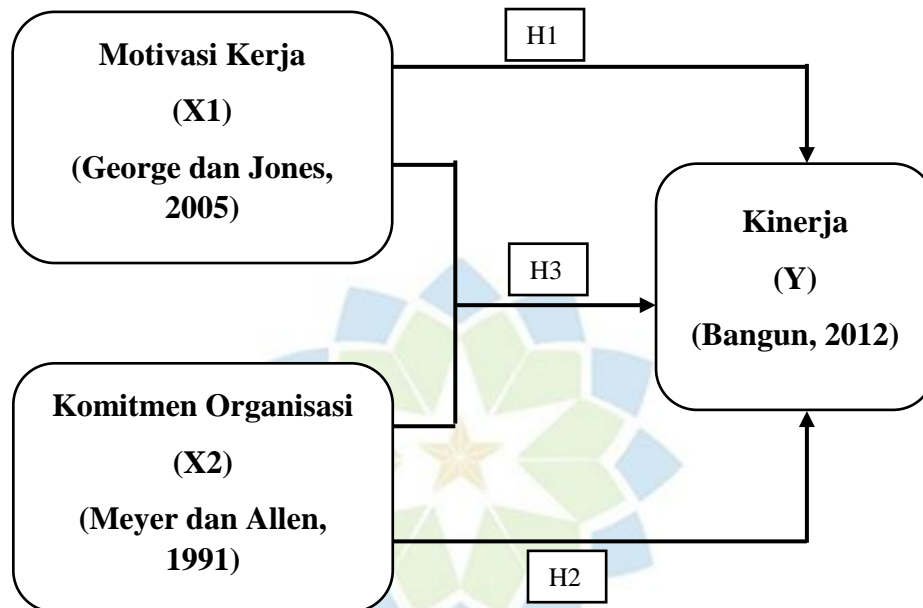 H1
Motivasi Kerja
(X1)
(George dan Jones,
2005)
Kinerja
(Y)
(Bangun, 2012)
H3
Komitmen Organisasi
(X2)
(Meyer dan Allen,
1991)
H2